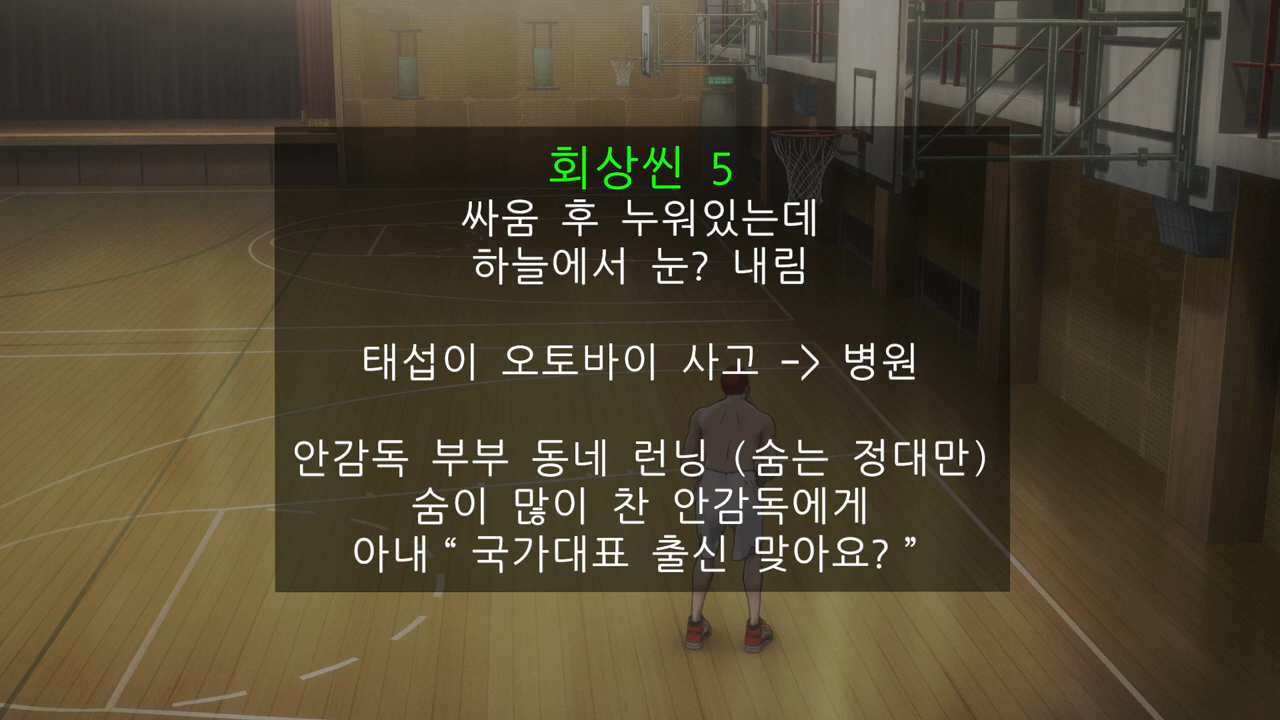 회상씬 5
싸움 후 누워있는데
하늘에서 눈? 내림
태섭이 오토바이 사고 -> 병원
안감독 부부 동네 런닝 (숨는 정대만)
숨이 많이 찬 안감독에게
아내 “ 국가대표 출신 맞아요? ”